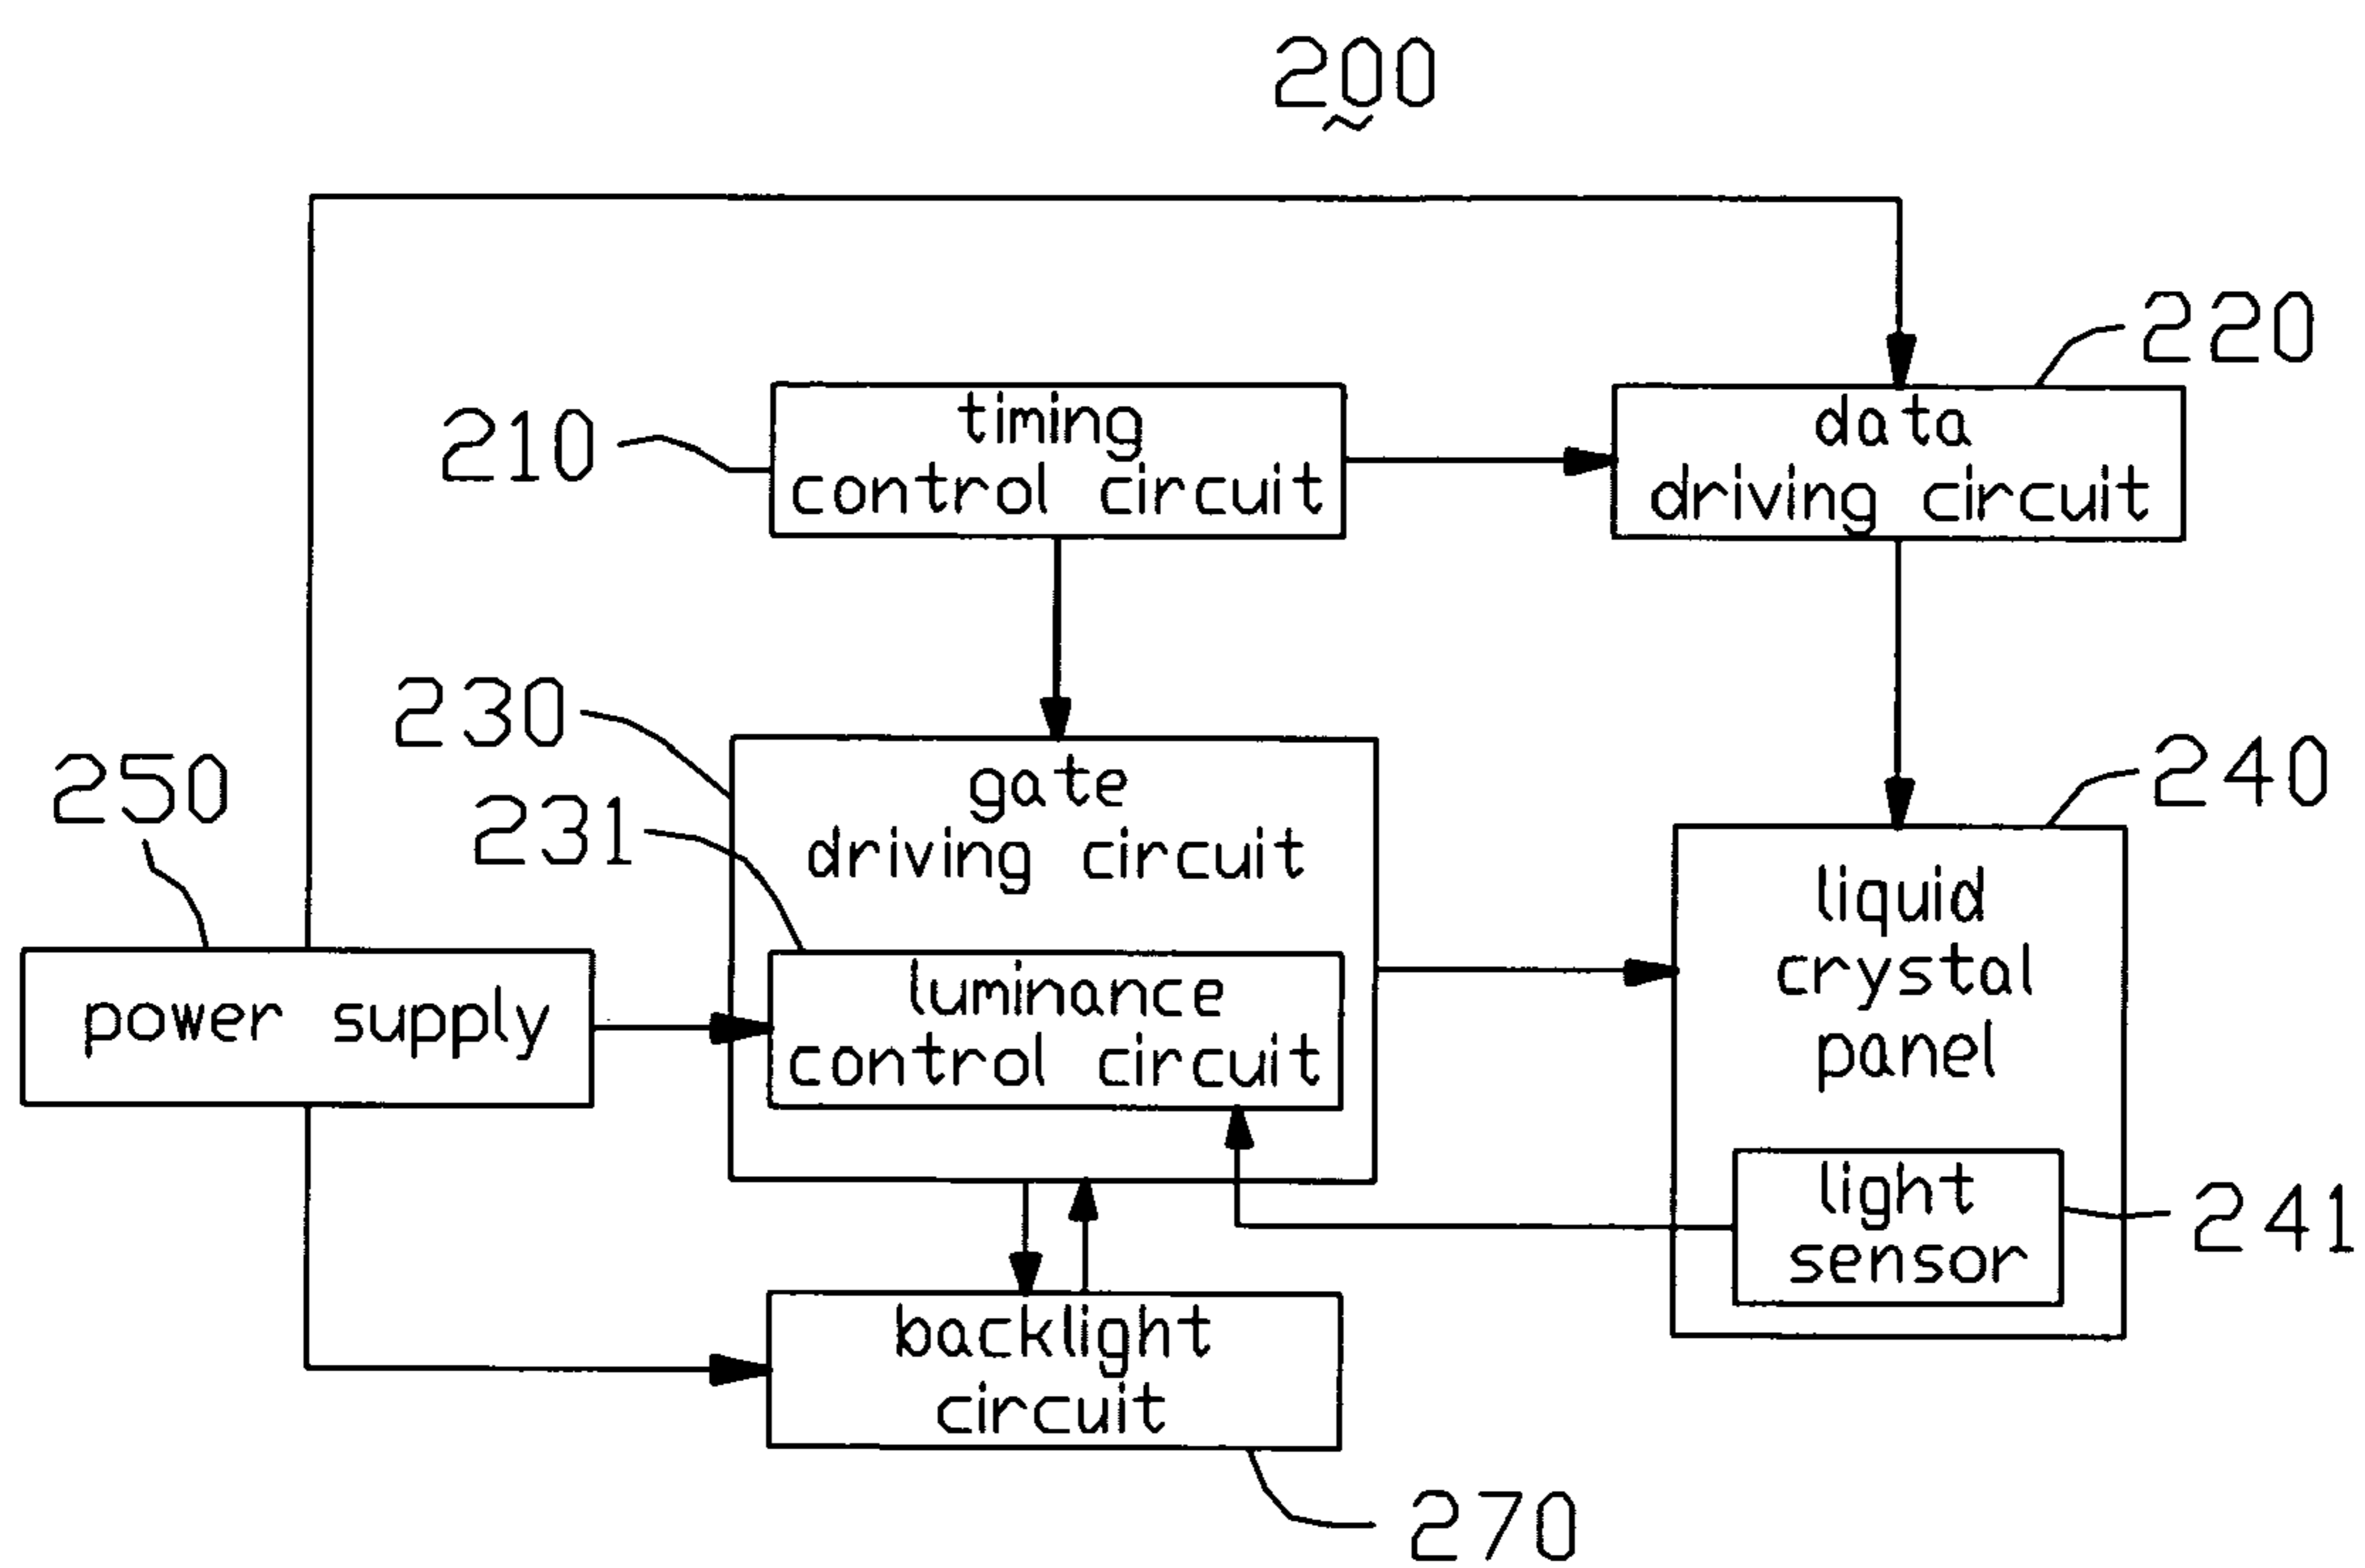 200
220
timing
control circuit
210
data
driving circuit
230
250
231
gate
driving circuit
240
liquid
crystal
panel
power supply
luminance
control circuit
light
sensor
241
backlight
circuit
270